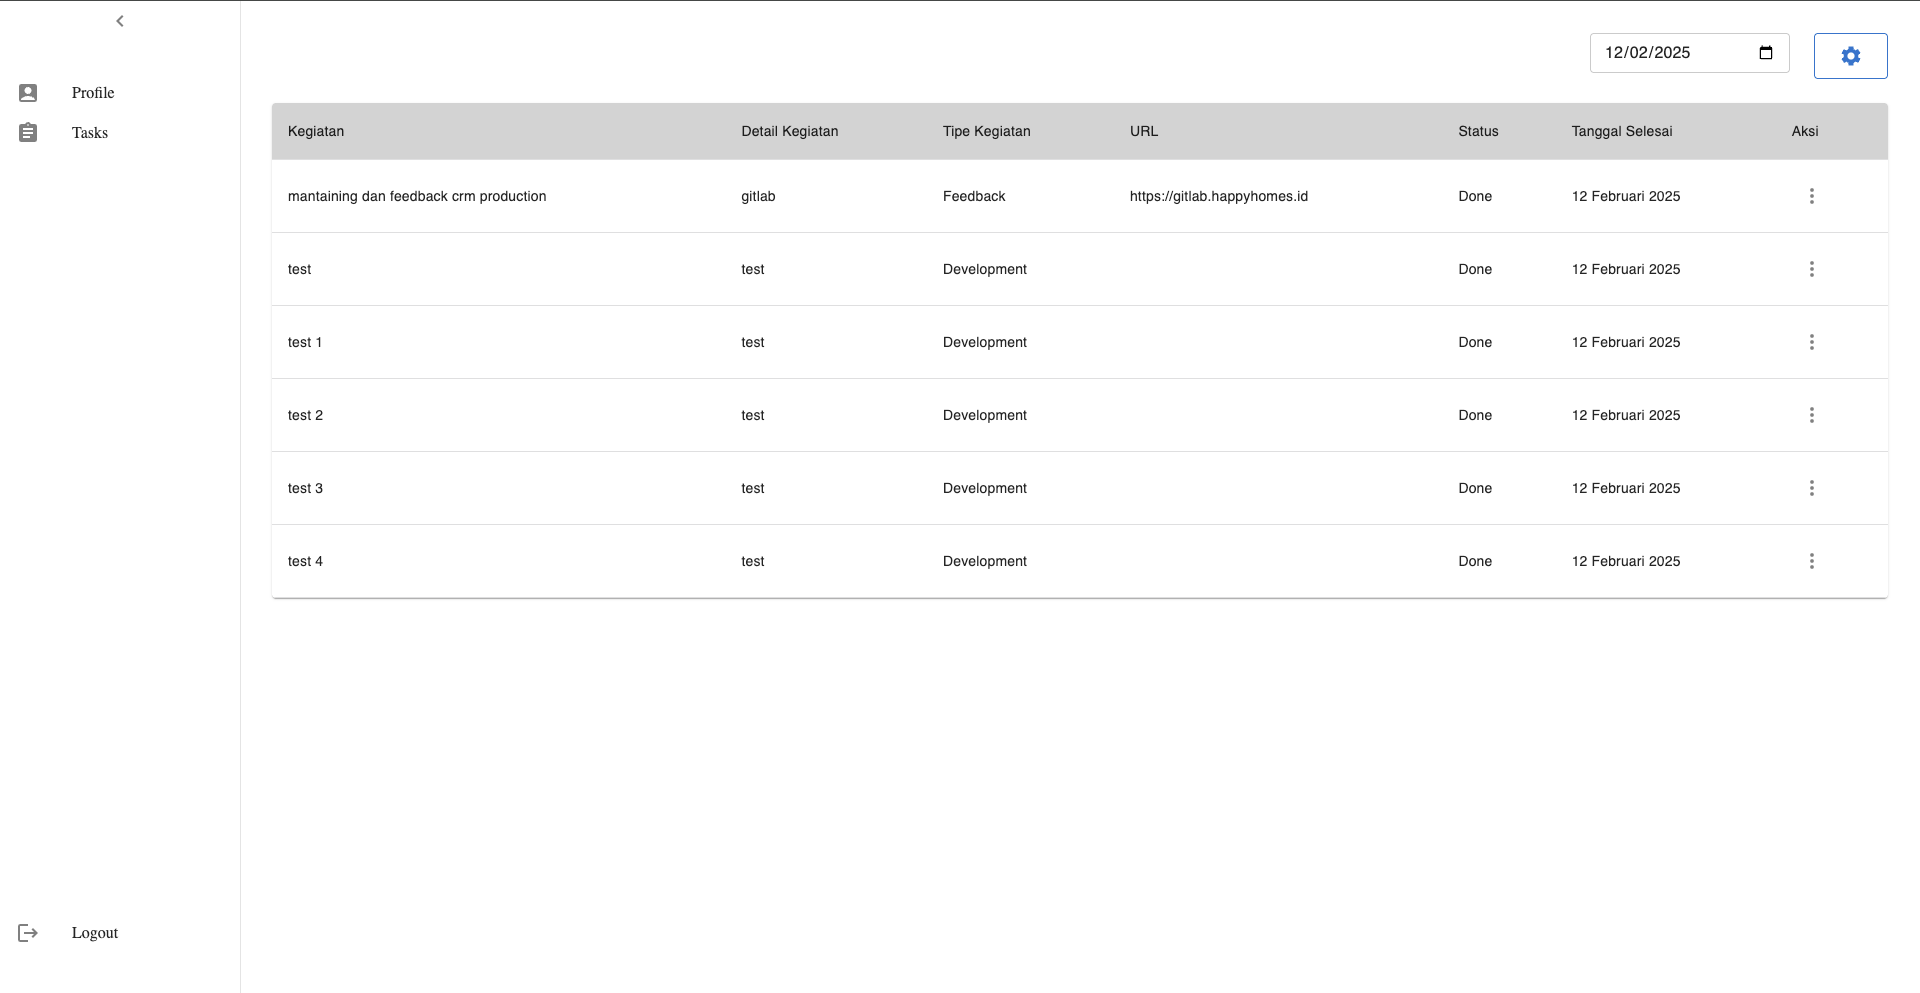 12/02/2025
Profile
Tasks
Kegiatan Detail Kegiatan Tipe Kegiatan URL Status Tanggal Selesai Aksi
mantaining dan feedback crm production gitlab Feedback https://gitlab.happyhomes.id Done 12 Februari 2025
test test Development Done 12 Februari 2025
test 1 test Development Done 12 Februari 2025
test 2 test Development Done 12 Februari 2025
test 3 test Development Done 12 Februari 2025
test 4 test Development Done 12 Februari 2025
Logout